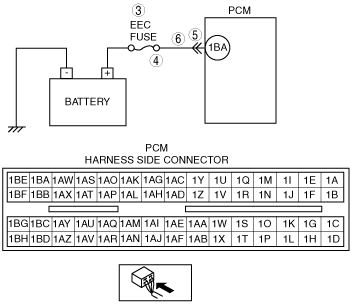 ③
PCM
EEC
FUSE
⑥
⑤
1BA
④
-
+
BATTERY
PCM
HARNESS SIDE CONNECTOR
1BE 1BA 1AW 1AS 1AO 1AK 1AG 1AC 1Y 1U 1Q 1M 1I 1E 1A
1BF 1BB 1AX 1AT 1AP 1AL 1AH 1AD 1Z 1V 1R 1N 1J 1F 1B
1BG 1BC 1AY 1AU 1AQ 1AM 1AI 1AE 1AA 1W 1S 1O 1K 1G 1C
1BH 1BD 1AZ 1AV 1AR 1AN 1AJ 1AF 1AB 1X 1T 1P 1L 1H 1D